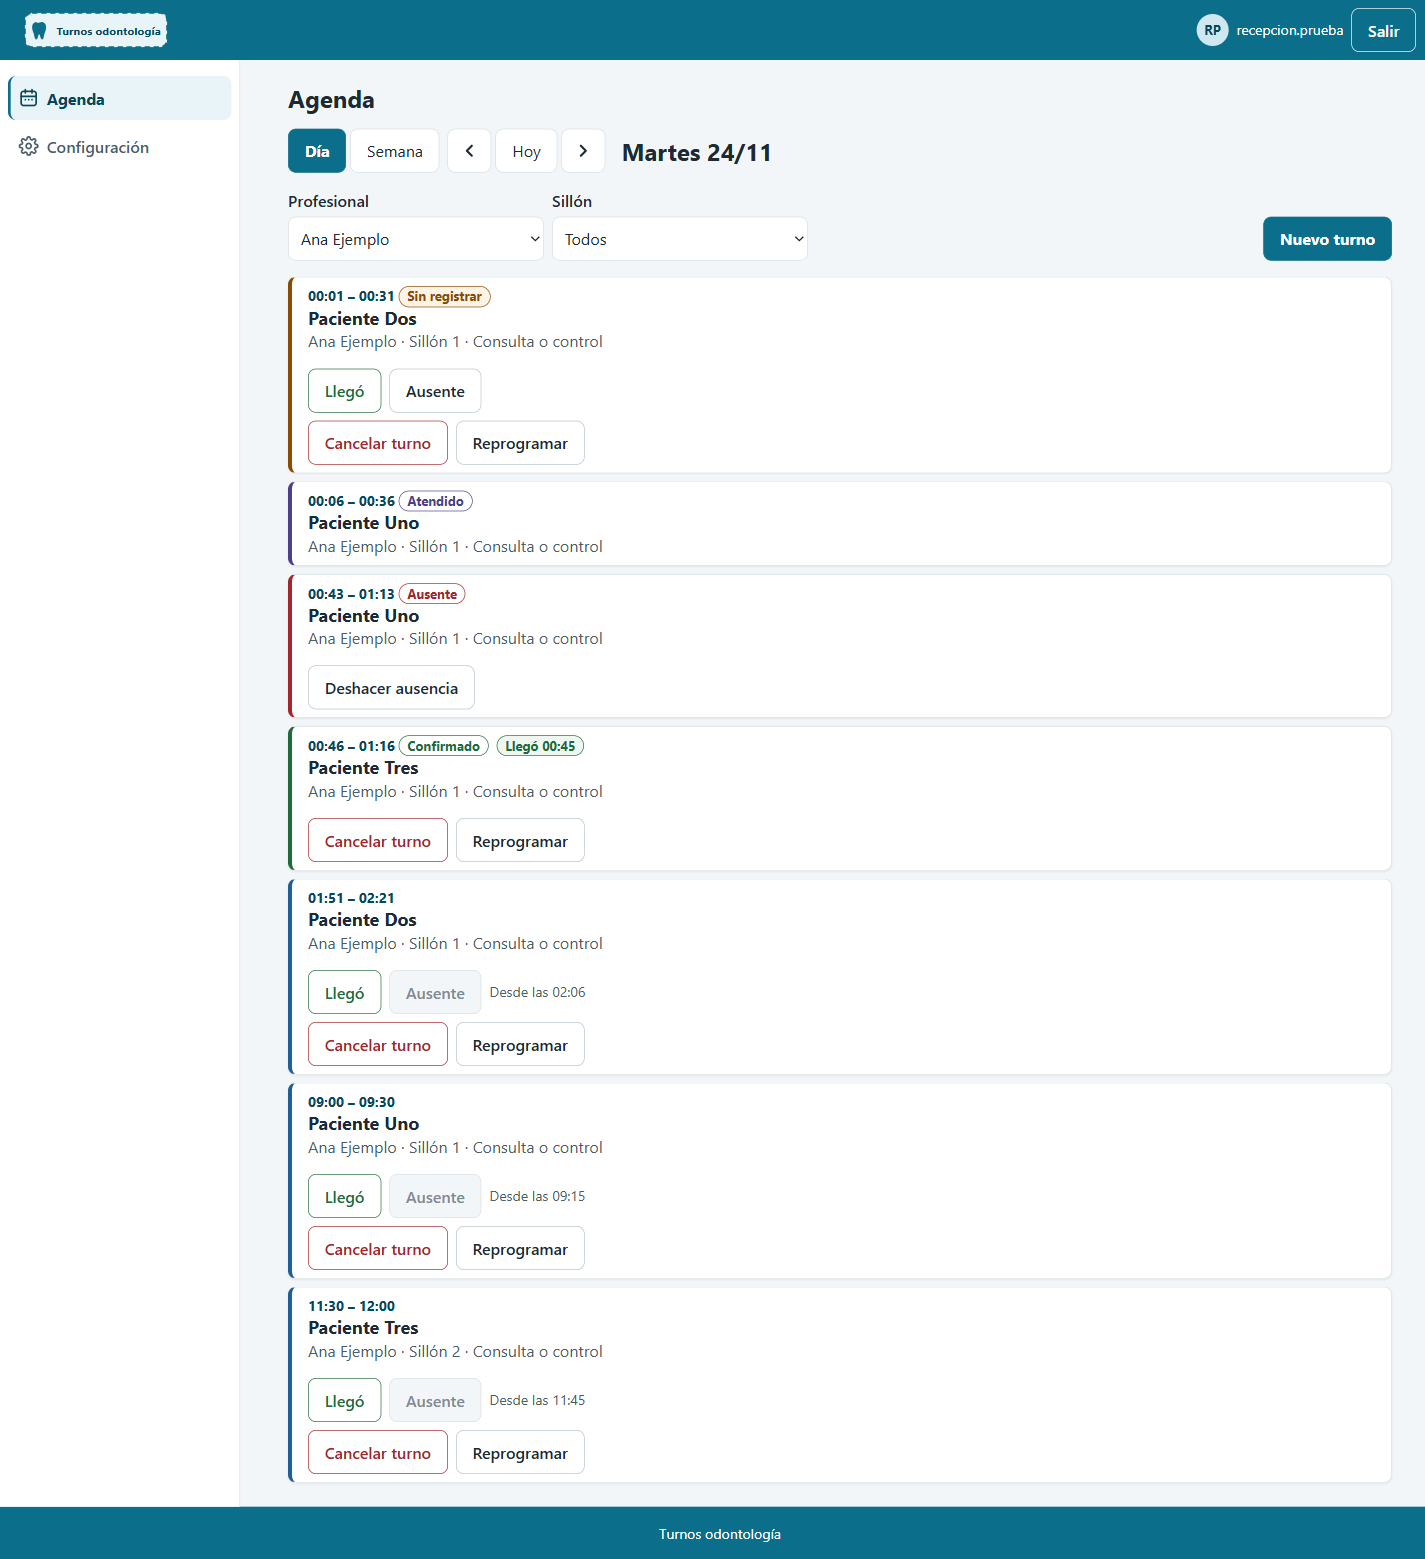 Turnos odontología
RP recepcion.prueba Salir
Agenda
Configuración
Agenda
Día Semana Hoy Martes 24/11
Profesional Sillón
Ana Ejemplo Todos Nuevo turno
00:01 – 00:31 Sin registrar
Paciente Dos
Ana Ejemplo · Sillón 1 · Consulta o control
Llegó Ausente
Cancelar turno Reprogramar
00:06 – 00:36 Atendido
Paciente Uno
Ana Ejemplo · Sillón 1 · Consulta o control
00:43 – 01:13 Ausente
Paciente Uno
Ana Ejemplo · Sillón 1 · Consulta o control
Deshacer ausencia
00:46 – 01:16 Confirmado Llegó 00:45
Paciente Tres
Ana Ejemplo · Sillón 1 · Consulta o control
Cancelar turno Reprogramar
01:51 – 02:21
Paciente Dos
Ana Ejemplo · Sillón 1 · Consulta o control
Llegó Ausente Desde las 02:06
Cancelar turno Reprogramar
09:00 – 09:30
Paciente Uno
Ana Ejemplo · Sillón 1 · Consulta o control
Llegó Ausente Desde las 09:15
Cancelar turno Reprogramar
11:30 – 12:00
Paciente Tres
Ana Ejemplo · Sillón 2 · Consulta o control
Llegó Ausente Desde las 11:45
Cancelar turno Reprogramar
Turnos odontología